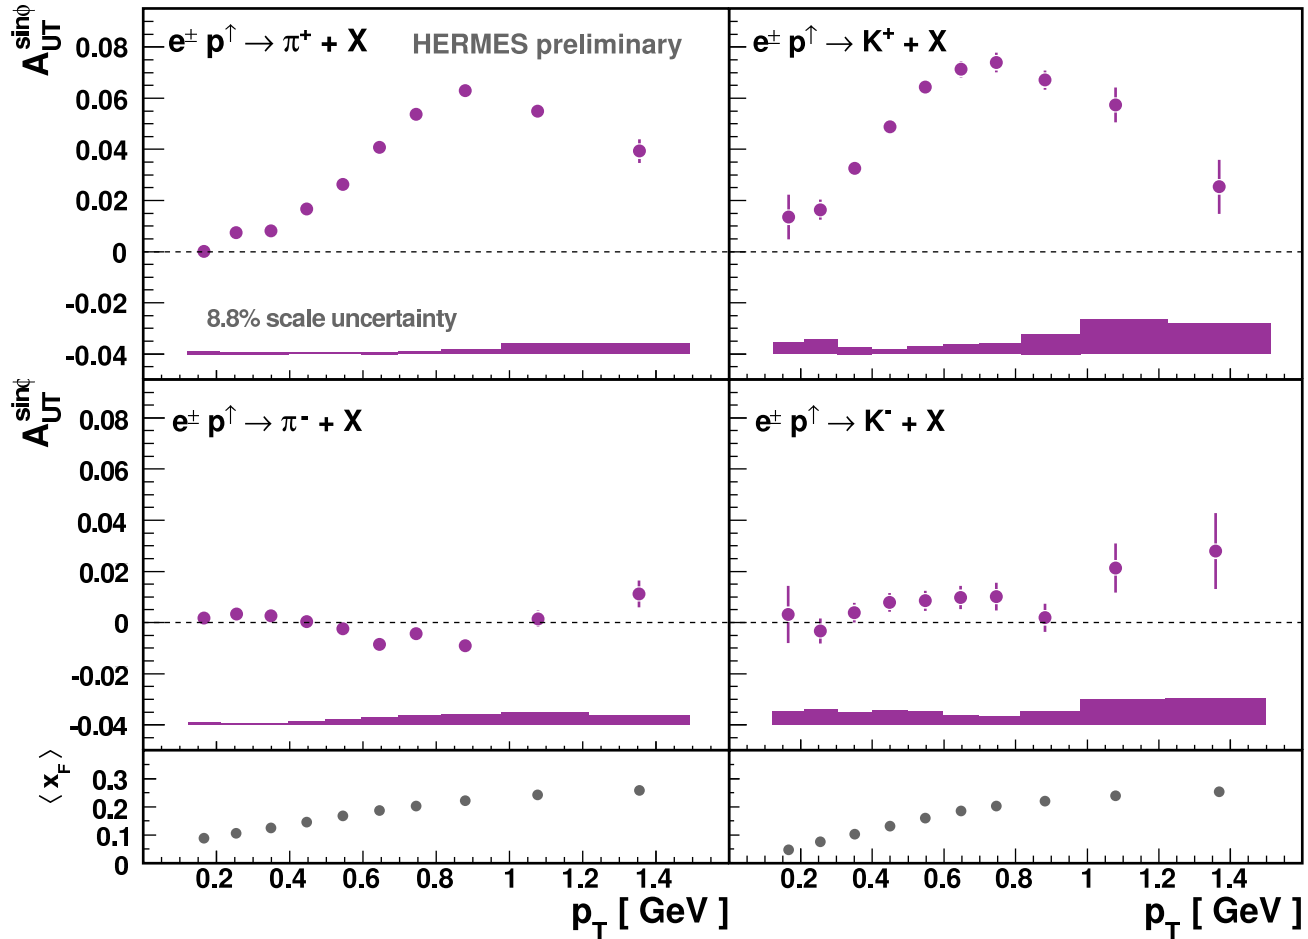 A_UT^sinϕ
e± p↑ → π+ + X
HERMES preliminary
e± p↑ → K+ + X
0.08
0.06
0.04
0.02
0
-0.02
-0.04
8.8% scale uncertainty
A_UT^sinϕ
e± p↑ → π- + X
e± p↑ → K- + X
0.08
0.06
0.04
0.02
0
-0.02
-0.04
⟨ x_F ⟩
0.3
0.2
0.1
0
0.2 0.4 0.6 0.8 1 1.2 1.4
0.2 0.4 0.6 0.8 1 1.2 1.4
p_T [ GeV ]
p_T [ GeV ]